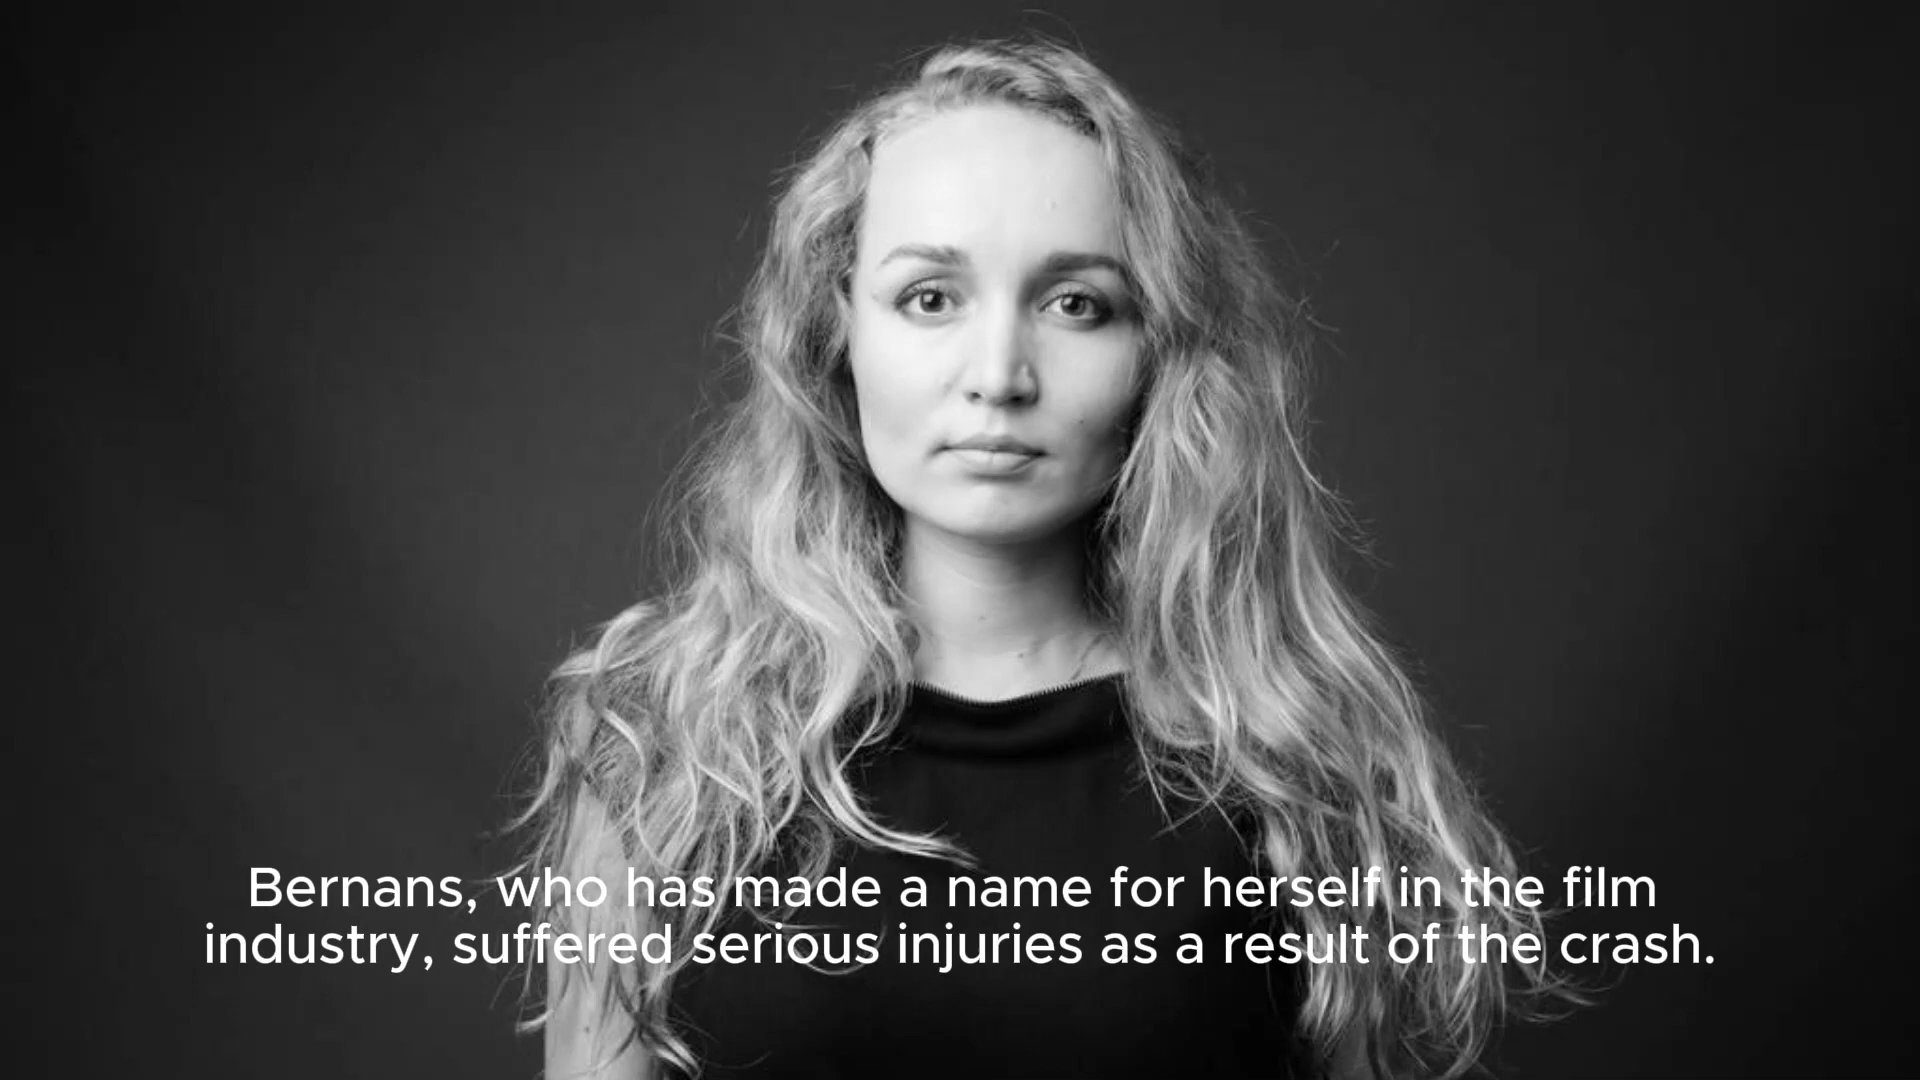 Bernans, who has made a name for herself in the film
industry, suffered serious injuries as a result of the crash.